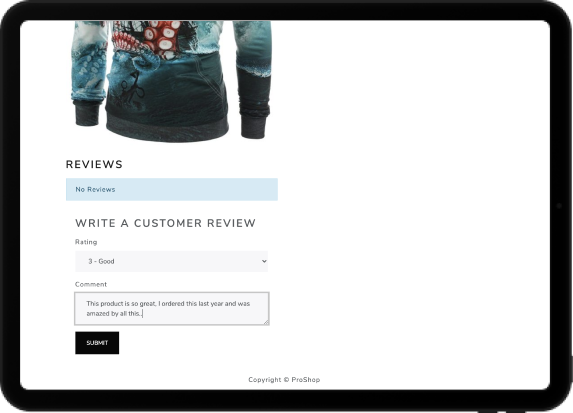 REVIEWS
No Reviews
WRITE A CUSTOMER REVIEW
Rating
3 - Good
Comment
This product is so great, I ordered this last year and was
amazed by all this..
SUBMIT
Copyright © ProShop